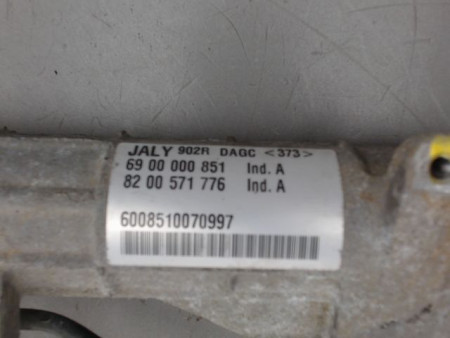 JALY 902R DAGC <373>
69 00 000 851 Ind. A
82 00 571 776 Ind. A
6008510070997